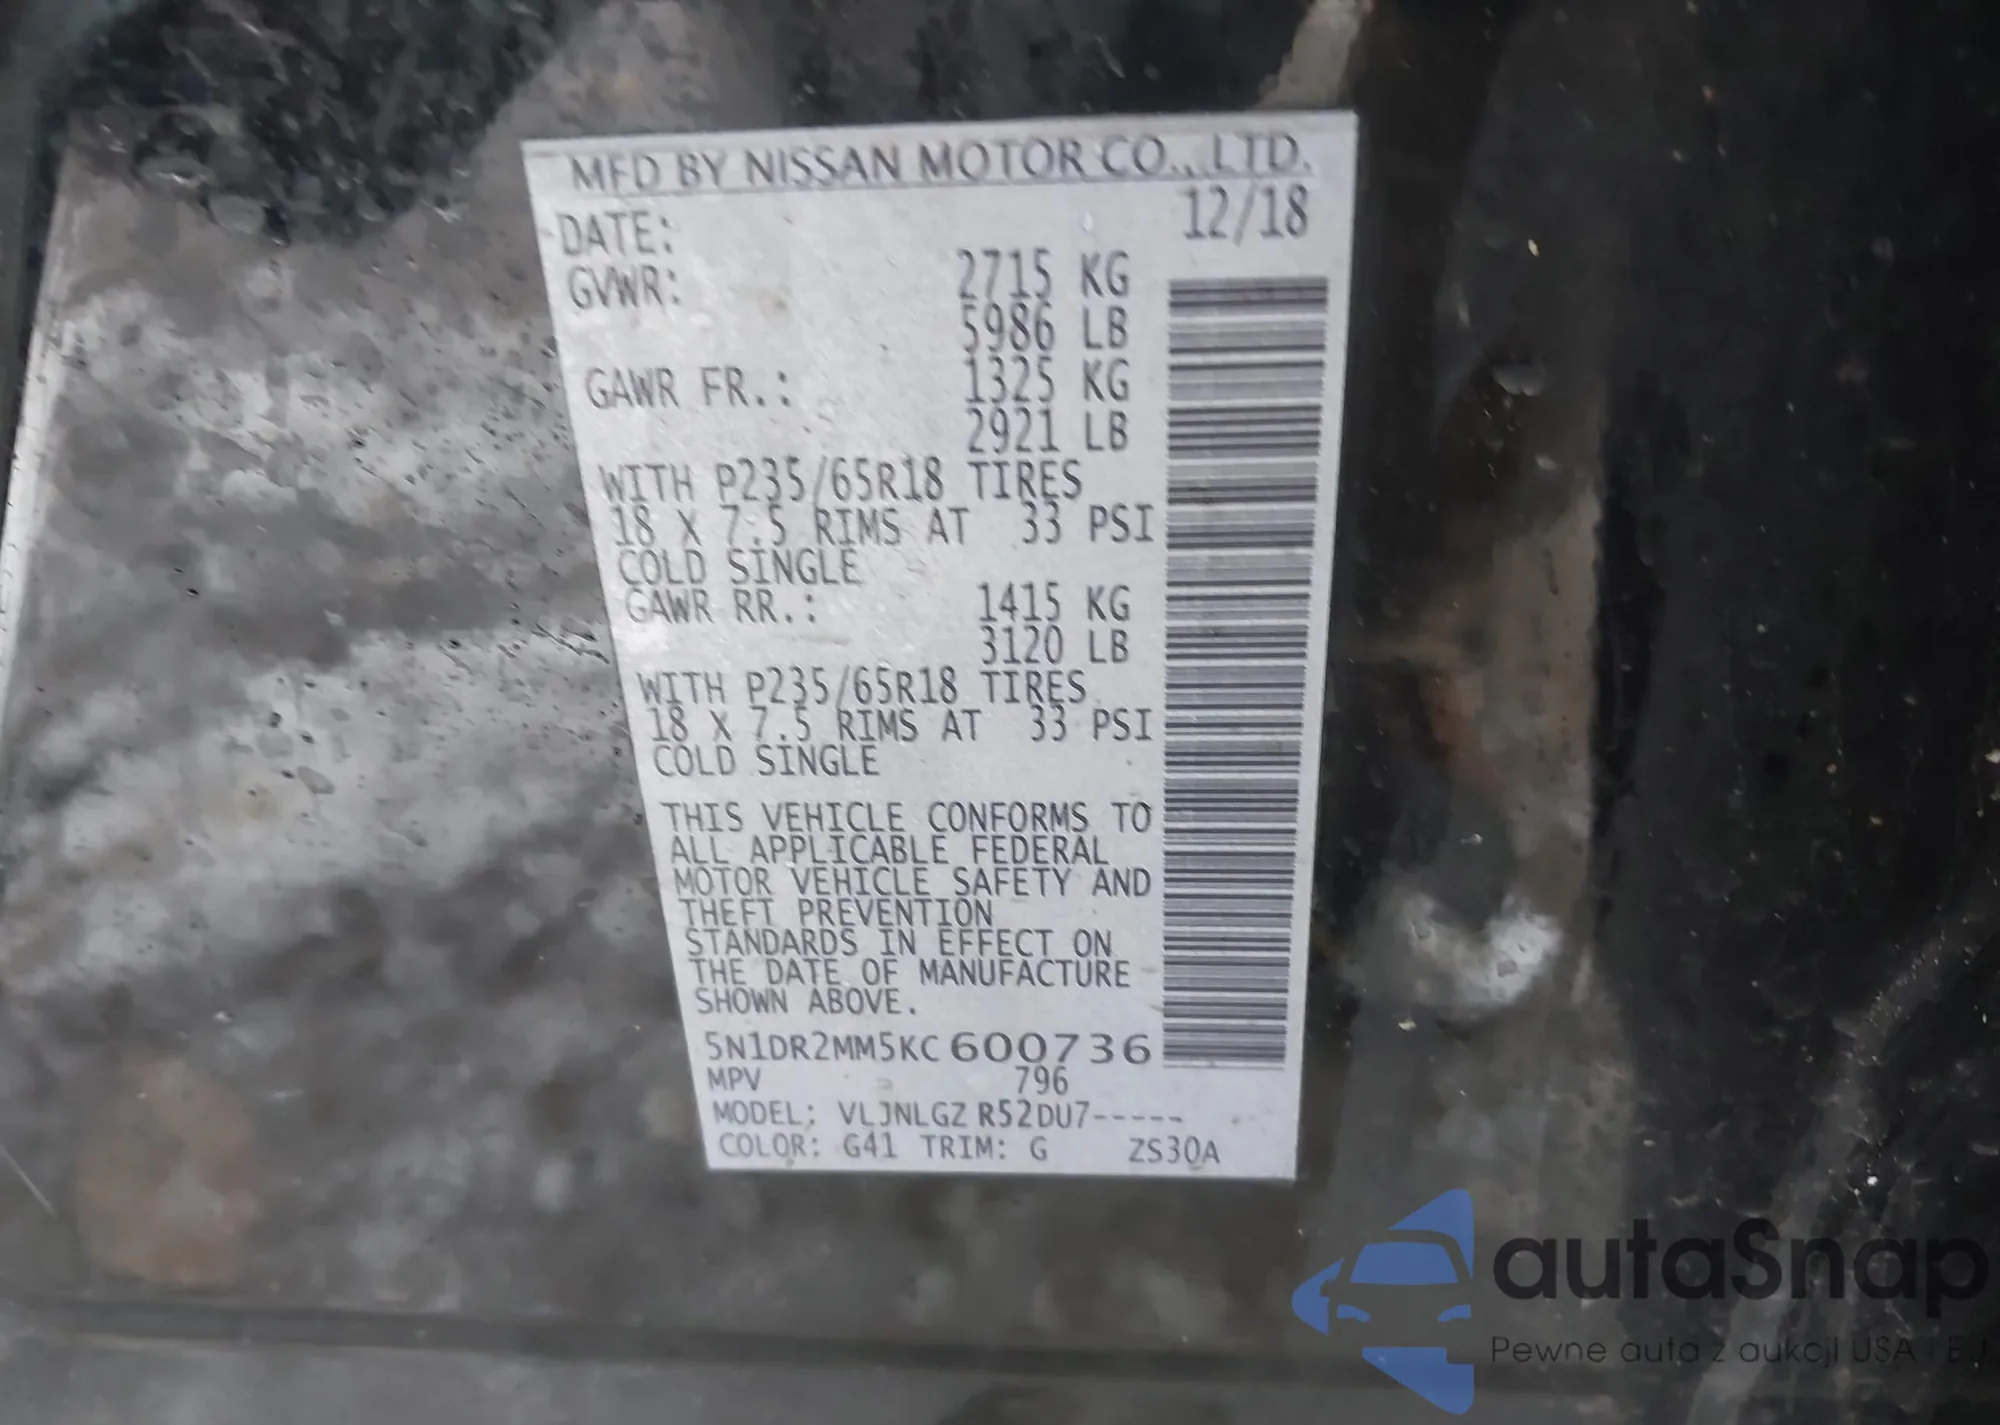 MFD BY NISSAN MOTOR CO., LTD.
DATE: 12/18
GVWR: 2715 KG
5986 LB
GAWR FR.: 1325 KG
2921 LB
WITH P235/65R18 TIRES
18 X 7.5 RIMS AT 33 PSI
COLD SINGLE
GAWR RR.: 1415 KG
3120 LB
WITH P235/65R18 TIRES
18 X 7.5 RIMS AT 33 PSI
COLD SINGLE
THIS VEHICLE CONFORMS TO
ALL APPLICABLE FEDERAL
MOTOR VEHICLE SAFETY AND
THEFT PREVENTION
STANDARDS IN EFFECT ON
THE DATE OF MANUFACTURE
SHOWN ABOVE.
5N1DR2MM5KC600736
MPV 796
MODEL: VLJNLGZ R52DU7-----
COLOR: G41 TRIM: G ZS30A
autaSnap
Pewne auta z aukcji USA i EU